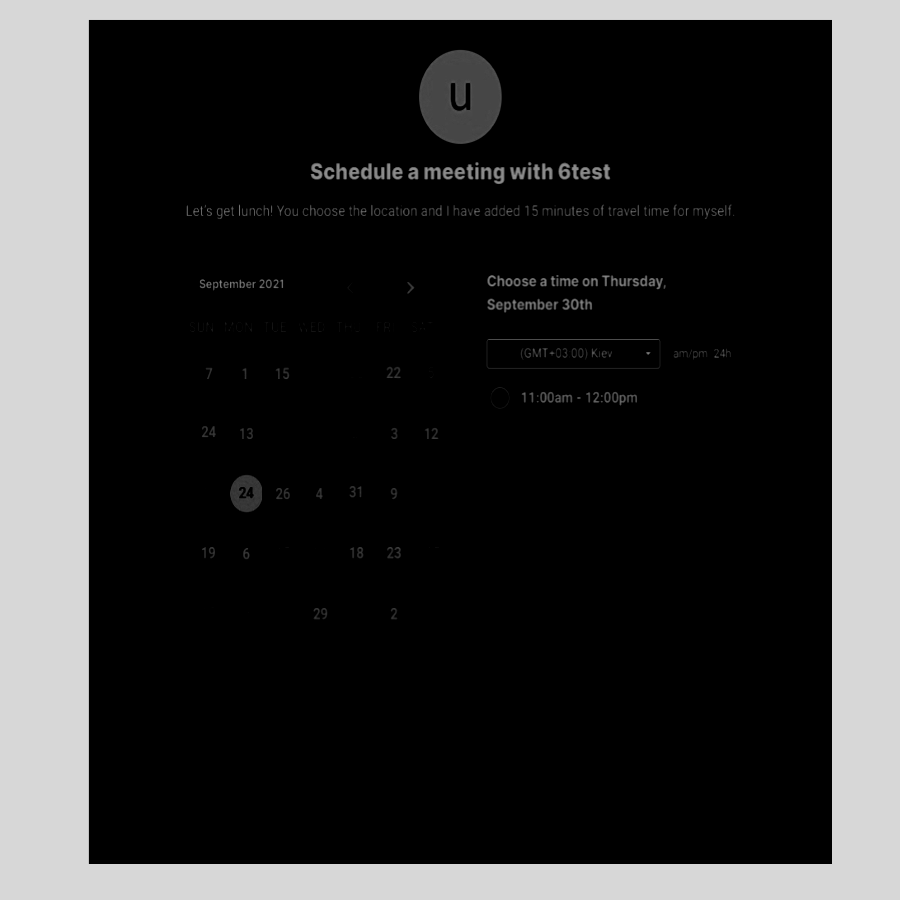 u
Schedule a meeting with 6test
Let's get lunch! You choose the location and I have added 15 minutes of travel time for myself.
September 2021
SUN MON TUE WED THU FRI SAT
7 1 15 22
24 13 3 12
24 26 4 31 9
19 6 18 23
29 2
Choose a time on Thursday,
September 30th
(GMT+03:00) Kiev
am/pm 24h
11:00am - 12:00pm